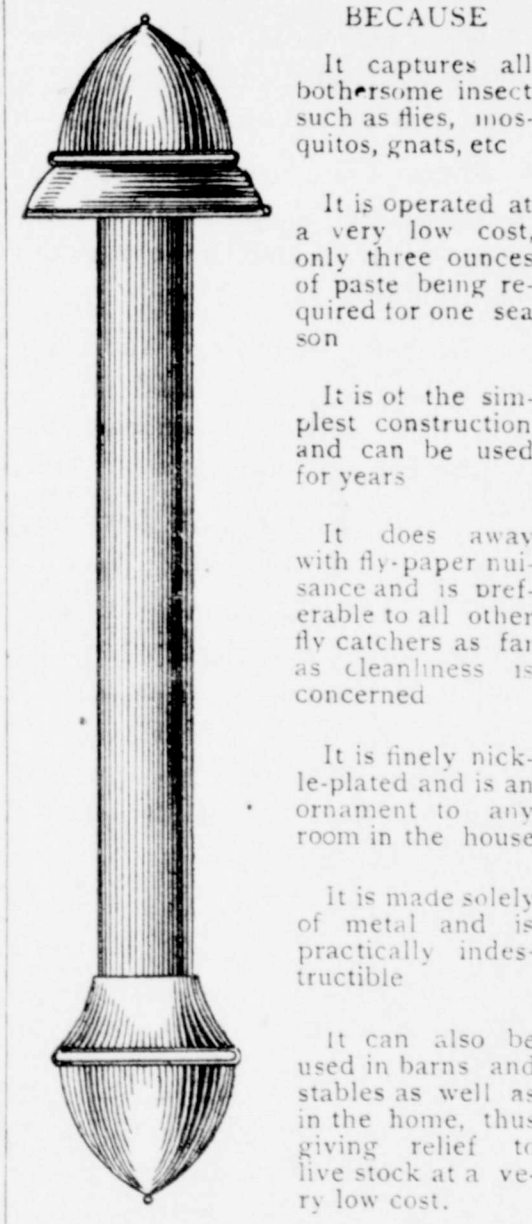 BECAUSE
It captures all
bothersome insect
such as flies, mos-
quitos, gnats, etc
It is operated at
a very low cost,
only three ounces
of paste being re-
quired for one sea
son
It is of the sim-
plest construction
and can be used
for years
It does away
with fly-paper nui-
sance and is pref-
erable to all other
fly catchers as far
as cleanliness is
concerned
It is finely nick-
le-plated and is an
ornament to any
room in the house
It is made solely
of metal and is
practically indes-
tructible
It can also be
used in barns and
stables as well as
in the home, thus
giving relief to
live stock at a ve-
ry low cost.